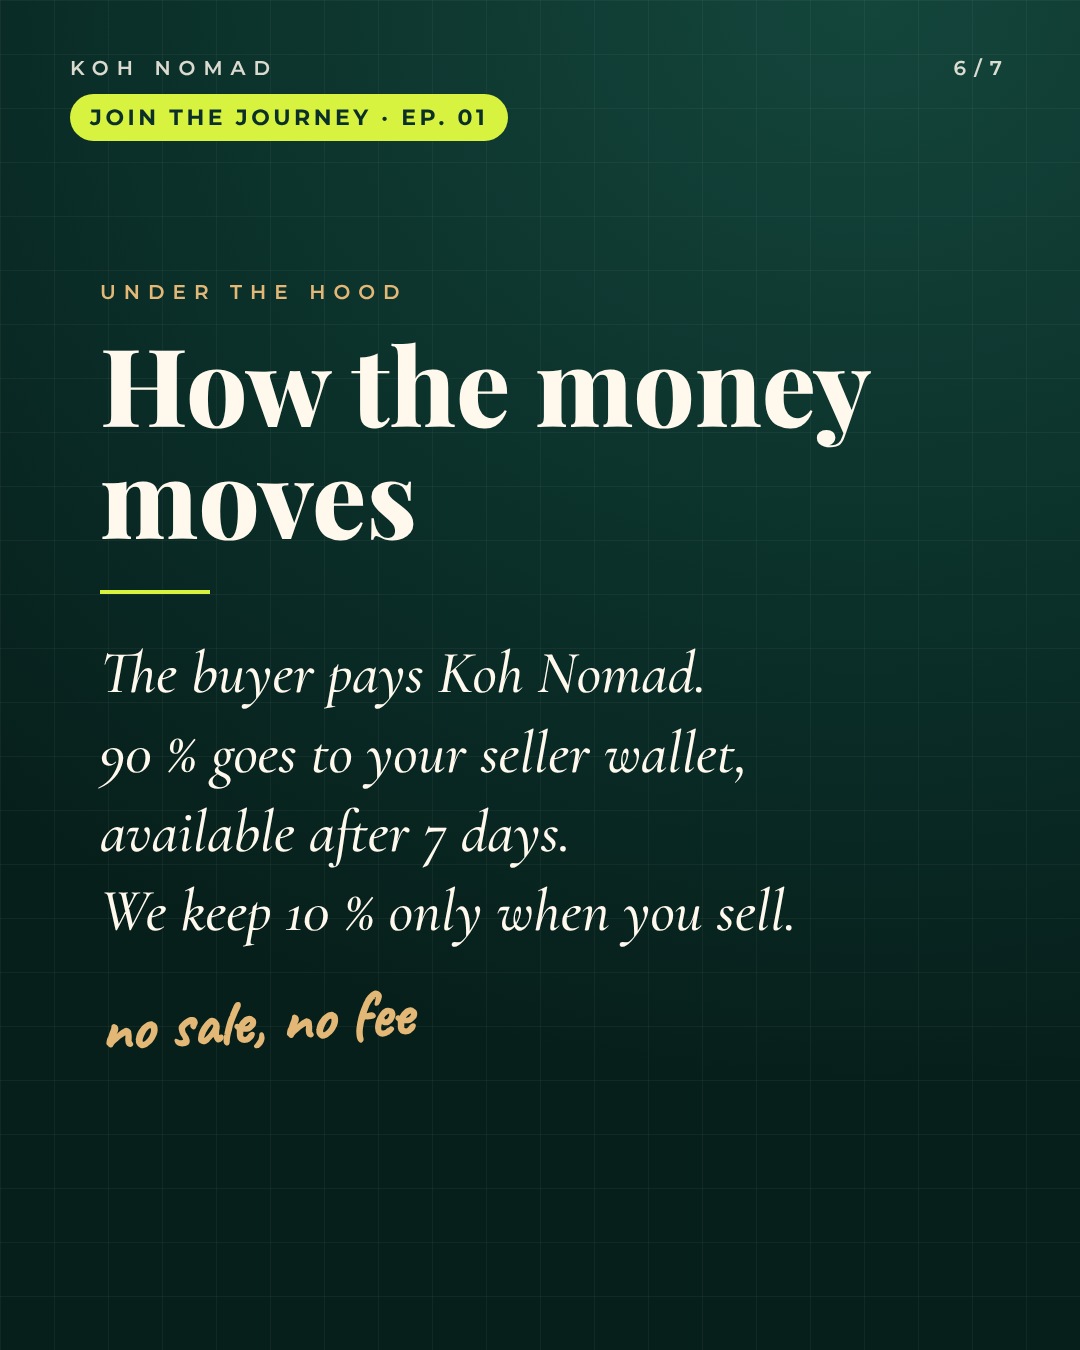 KOH NOMAD
6 / 7
JOIN THE JOURNEY · EP. 01
UNDER THE HOOD
How the money
moves
The buyer pays Koh Nomad.
90 % goes to your seller wallet,
available after 7 days.
We keep 10 % only when you sell.
no sale, no fee